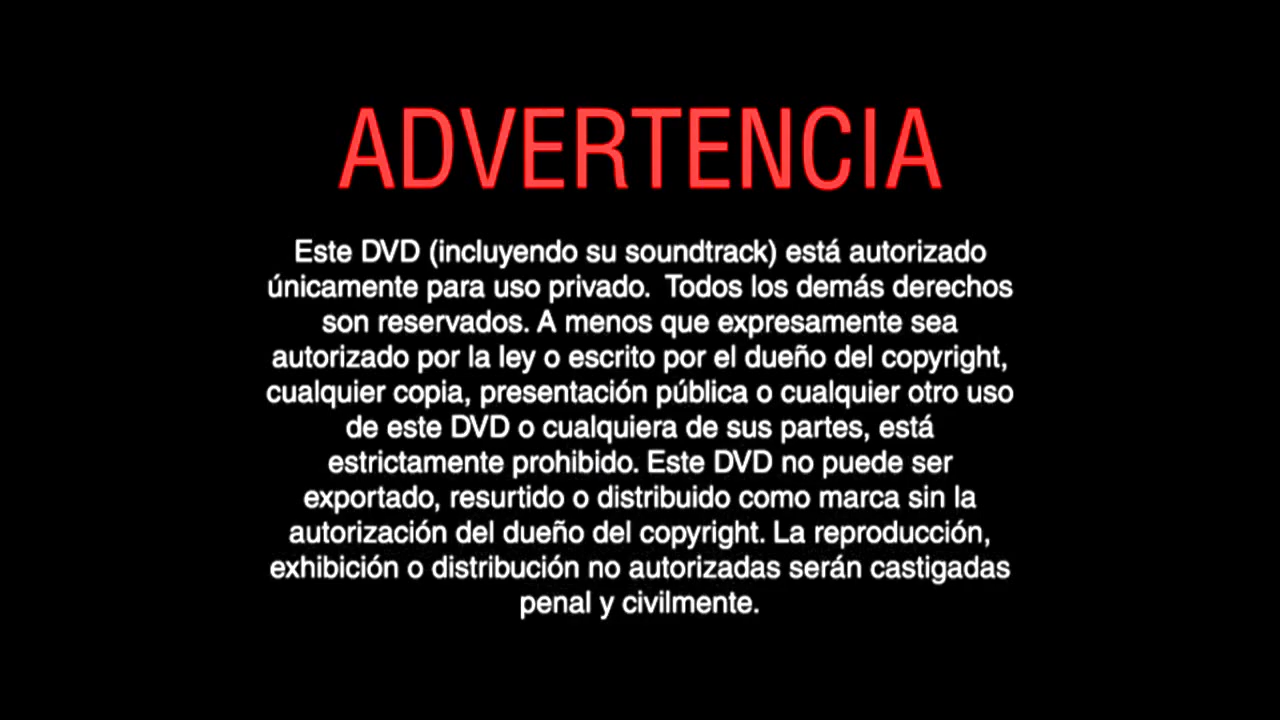 ADVERTENCIA
Este DVD (incluyendo su soundtrack) está autorizado
únicamente para uso privado.  Todos los demás derechos
son reservados. A menos que expresamente sea
autorizado por la ley o escrito por el dueño del copyright,
cualquier copia, presentación pública o cualquier otro uso
de este DVD o cualquiera de sus partes, está
estrictamente prohibido. Este DVD no puede ser
exportado, resurtido o distribuido como marca sin la
autorización del dueño del copyright. La reproducción,
exhibición o distribución no autorizadas serán castigadas
penal y civilmente.